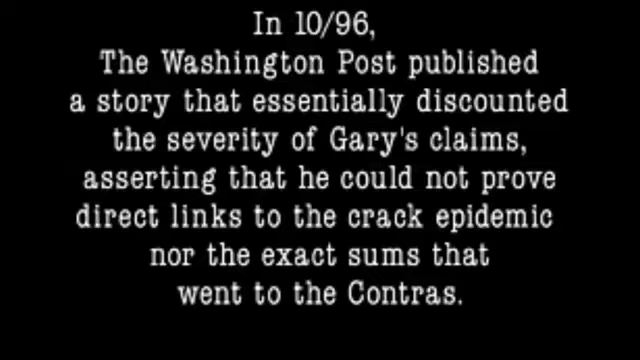 In 10/96,
The Washington Post published
a story that essentially discounted
the severity of Gary's claims,
asserting that he could not prove
direct links to the crack epidemic
nor the exact sums that
went to the Contras.